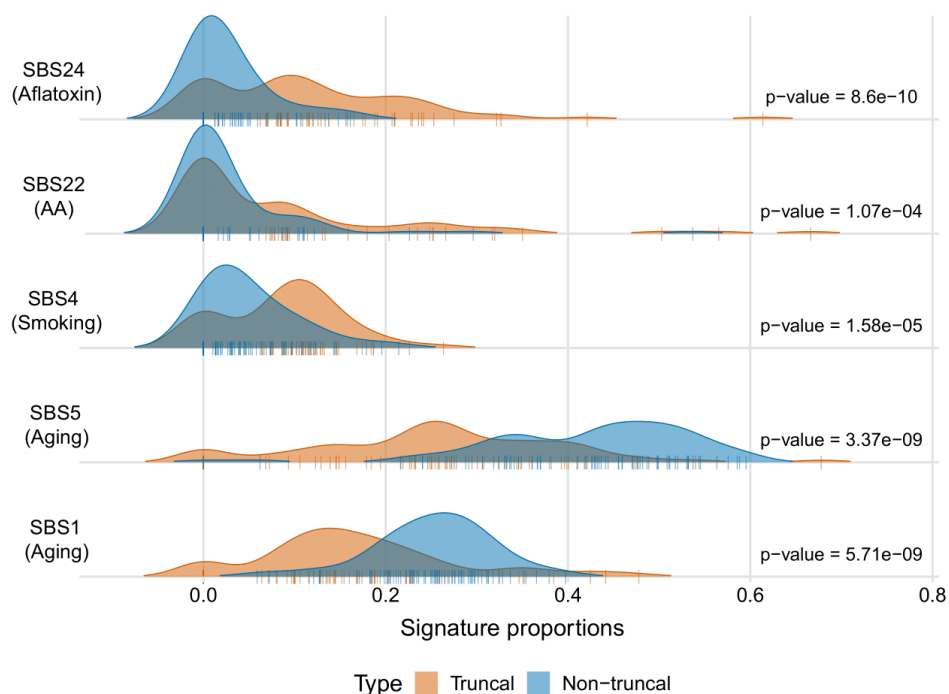 SBS24
(Aflatoxin)
p−value = 8.6e−10
SBS22
(AA)
p−value = 1.07e−04
SBS4
(Smoking)
p−value = 1.58e−05
SBS5
(Aging)
p−value = 3.37e−09
SBS1
(Aging)
p−value = 5.71e−09
0.0 0.2 0.4 0.6 0.8
Signature proportions
Type Truncal Non−truncal